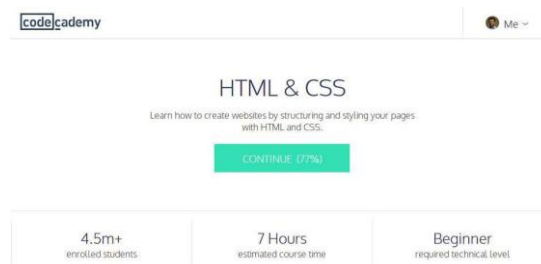 codecademy
Me
HTML & CSS
Learn how to create websites by structuring and styling your pages
with HTML and CSS.
CONTINUE (77%)
4.5m+
enrolled students
7 Hours
estimated course time
Beginner
required technical level